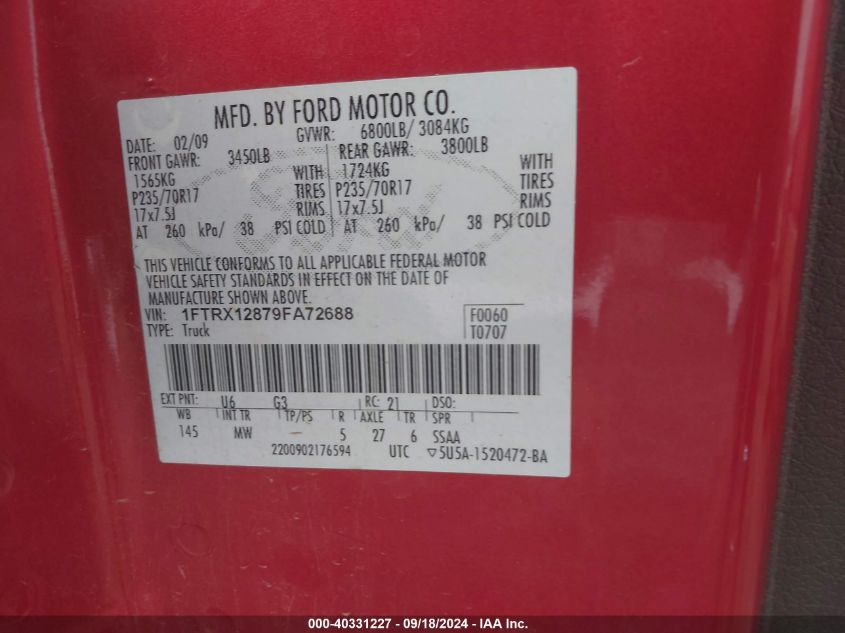 MFD. BY FORD MOTOR CO.
DATE: 02/09 GVWR: 6800LB/ 3084KG
FRONT GAWR: 3450LB REAR GAWR: 3800LB
1565KG WITH 1724KG WITH
P235/70R17 TIRES P235/70R17 TIRES
17x7.5J RIMS 17x7.5J RIMS
AT 260 kPa/ 38 PSI COLD AT 260 kPa/ 38 PSI COLD
THIS VEHICLE CONFORMS TO ALL APPLICABLE FEDERAL MOTOR
VEHICLE SAFETY STANDARDS IN EFFECT ON THE DATE OF
MANUFACTURE SHOWN ABOVE.
VIN: 1FTRX12879FA72688 F0060
TYPE: Truck T0707
EXT PNT: U6 G3 RC: 21 DSO:
WB INT TR TP/PS R AXLE TR SPR
145 MW – 5 27 6 SSAA
2200902176594 UTC ▽5U5A-1520472-BA
000-40331227 - 09/18/2024 - IAA Inc.